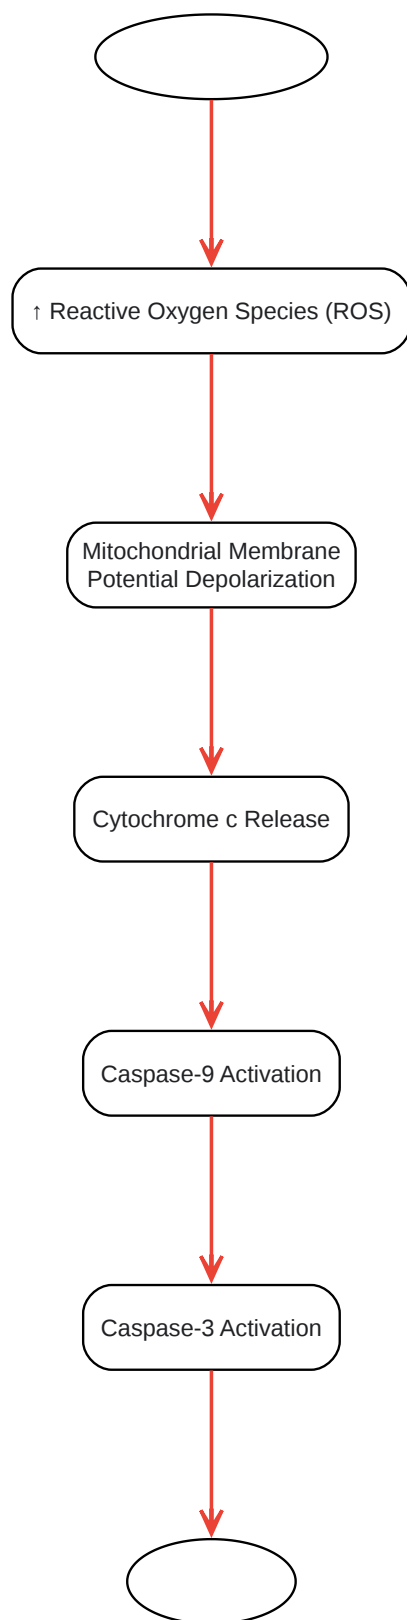 ↑ Reactive Oxygen Species (ROS)
Mitochondrial Membrane
Potential Depolarization
Cytochrome c Release
Caspase-9 Activation
Caspase-3 Activation